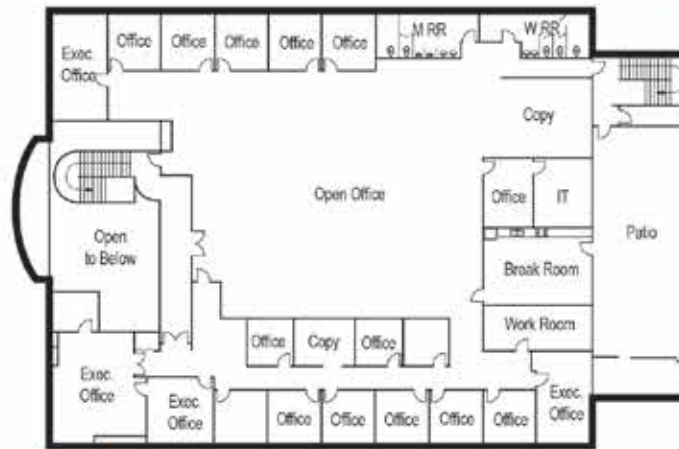 M RR
W RR
Office
Office
Office
Office
Office
Exec.
Office
Copy
Open Office
Office
IT
Open
to Below
Patio
Break Room
Work Room
Office
Copy
Office
Exec.
Office
Exec.
Office
Office
Office
Office
Office
Office
Exec.
Office